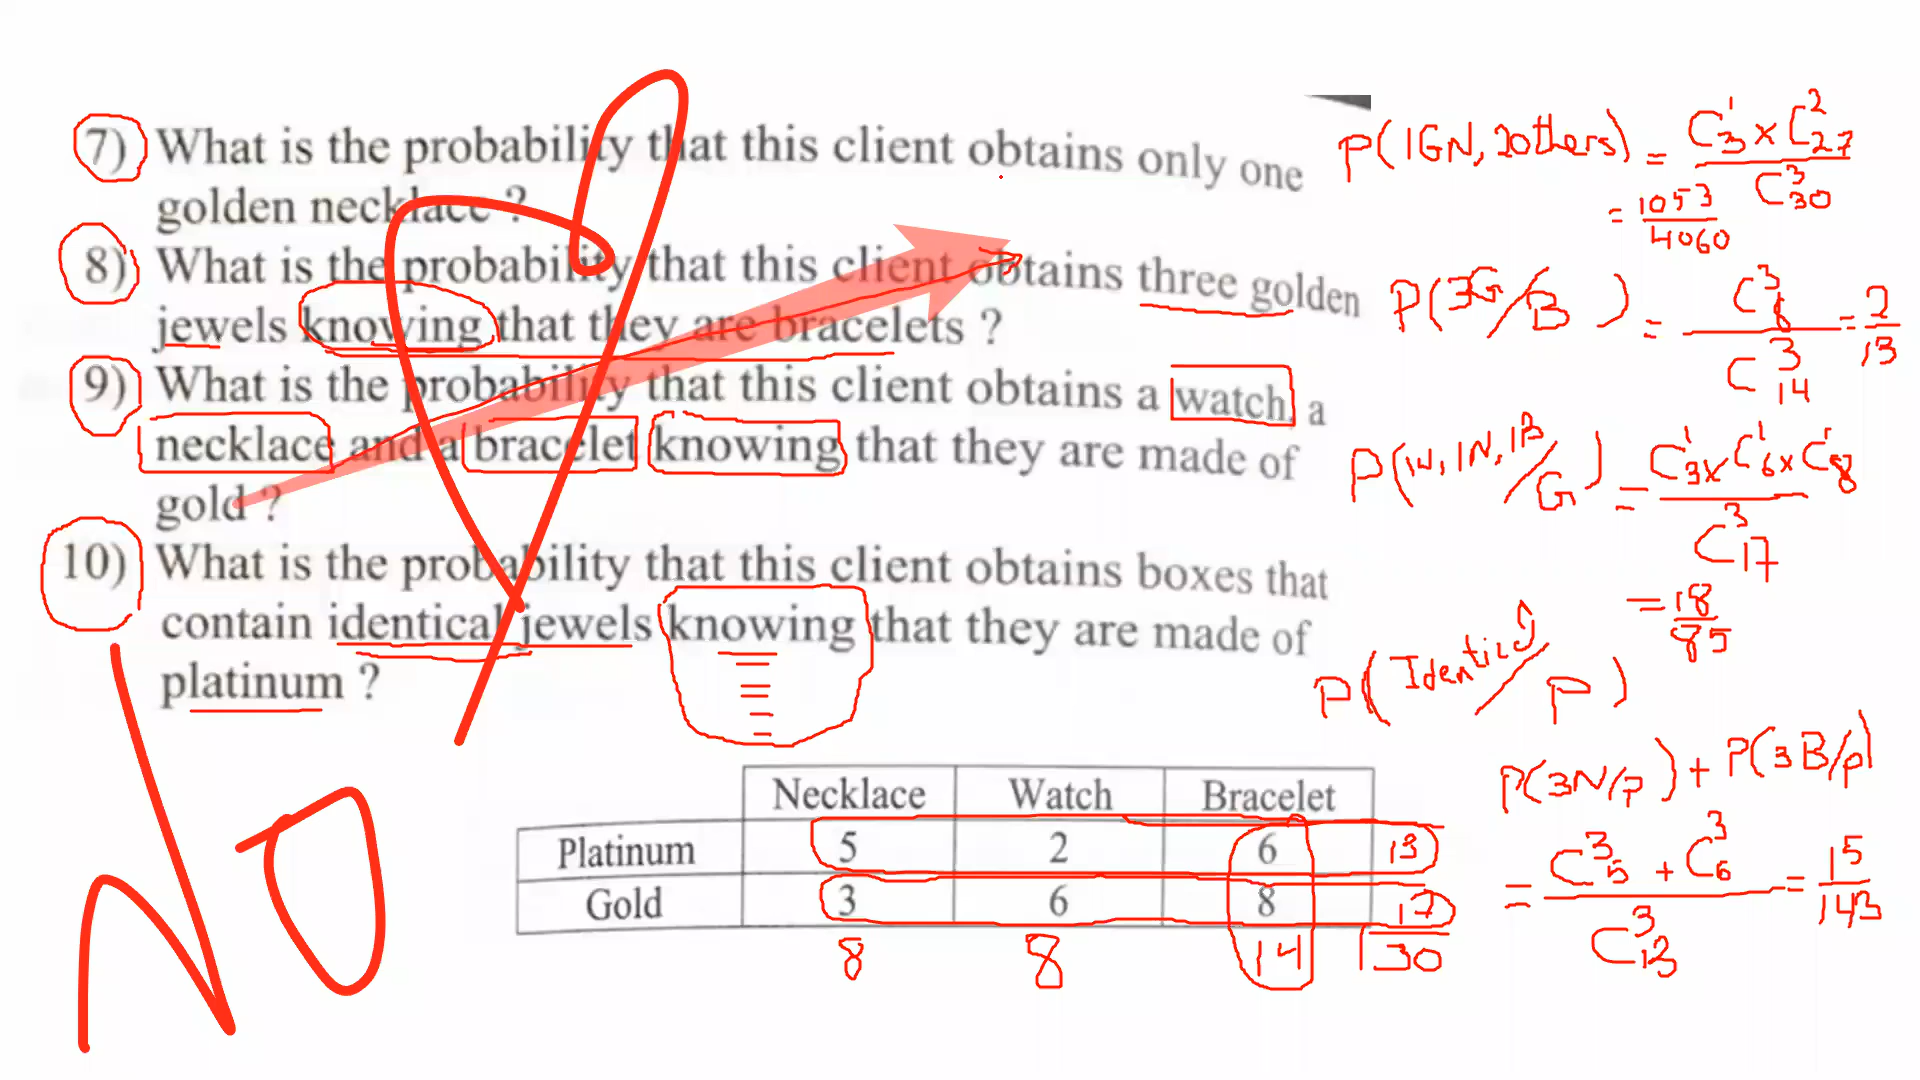 7) What is the probability that this client obtains only one
golden necklace ?
8) What is the probability that this client obtains three golden
jewels knowing that they are bracelets ?
9) What is the probability that this client obtains a watch, a
necklace and a bracelet knowing that they are made of
gold ?
10) What is the probability that this client obtains boxes that
contain identical jewels knowing that they are made of
platinum ?
NO
Necklace Watch Bracelet
Platinum 5 2 6 13
Gold 3 6 8 17
8 8 14 30
P(1GN, 2others) = C¹₃ x C²₂₇ / C³₃₀
= 1053 / 4060
P(3G/B) = C³₈ / C³₁₄ = 2/13
P(1W, 1N, 1B/G) = C¹₃ x C¹₆ x C¹₈ / C³₁₇
= 18/85
P(Identical/P)
P(3N/P) + P(3B/P)
= C³₅ + C³₆ / C³₁₃ = 15/143